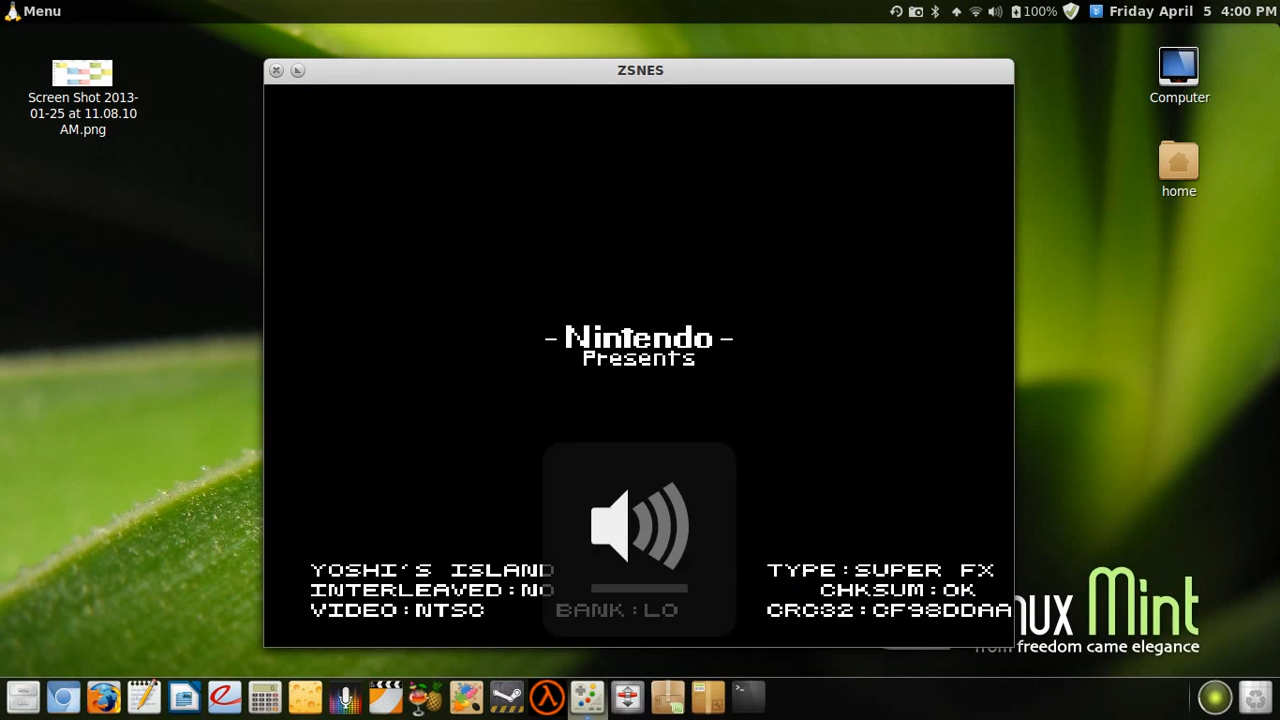 Menu
100%
Friday April 5 4:00 PM
Screen Shot 2013-
01-25 at 11.08.10
AM.png
ZSNES
Computer
home
- Nintendo -
Presents
YOSHI'S ISLAND
TYPE:SUPER FX
INTERLEAVED:NO
CHKSUM:OK
VIDEO:NTSC
BANK:LO
CRC32:CF98DDAA
nux Mint
from freedom came elegance